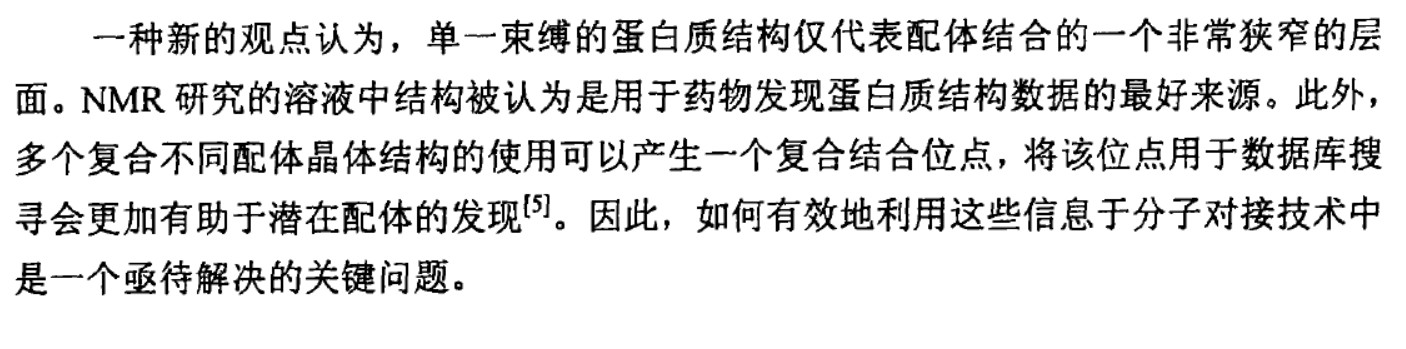 一种新的观点认为，单一束缚的蛋白质结构仅代表配体结合的一个非常狭窄的层
面。NMR 研究的溶液中结构被认为是用于药物发现蛋白质结构数据的最好来源。此外，
多个复合不同配体晶体结构的使用可以产生一个复合结合位点，将该位点用于数据库搜
寻会更加有助于潜在配体的发现[5]。因此，如何有效地利用这些信息于分子对接技术中
是一个亟待解决的关键问题。